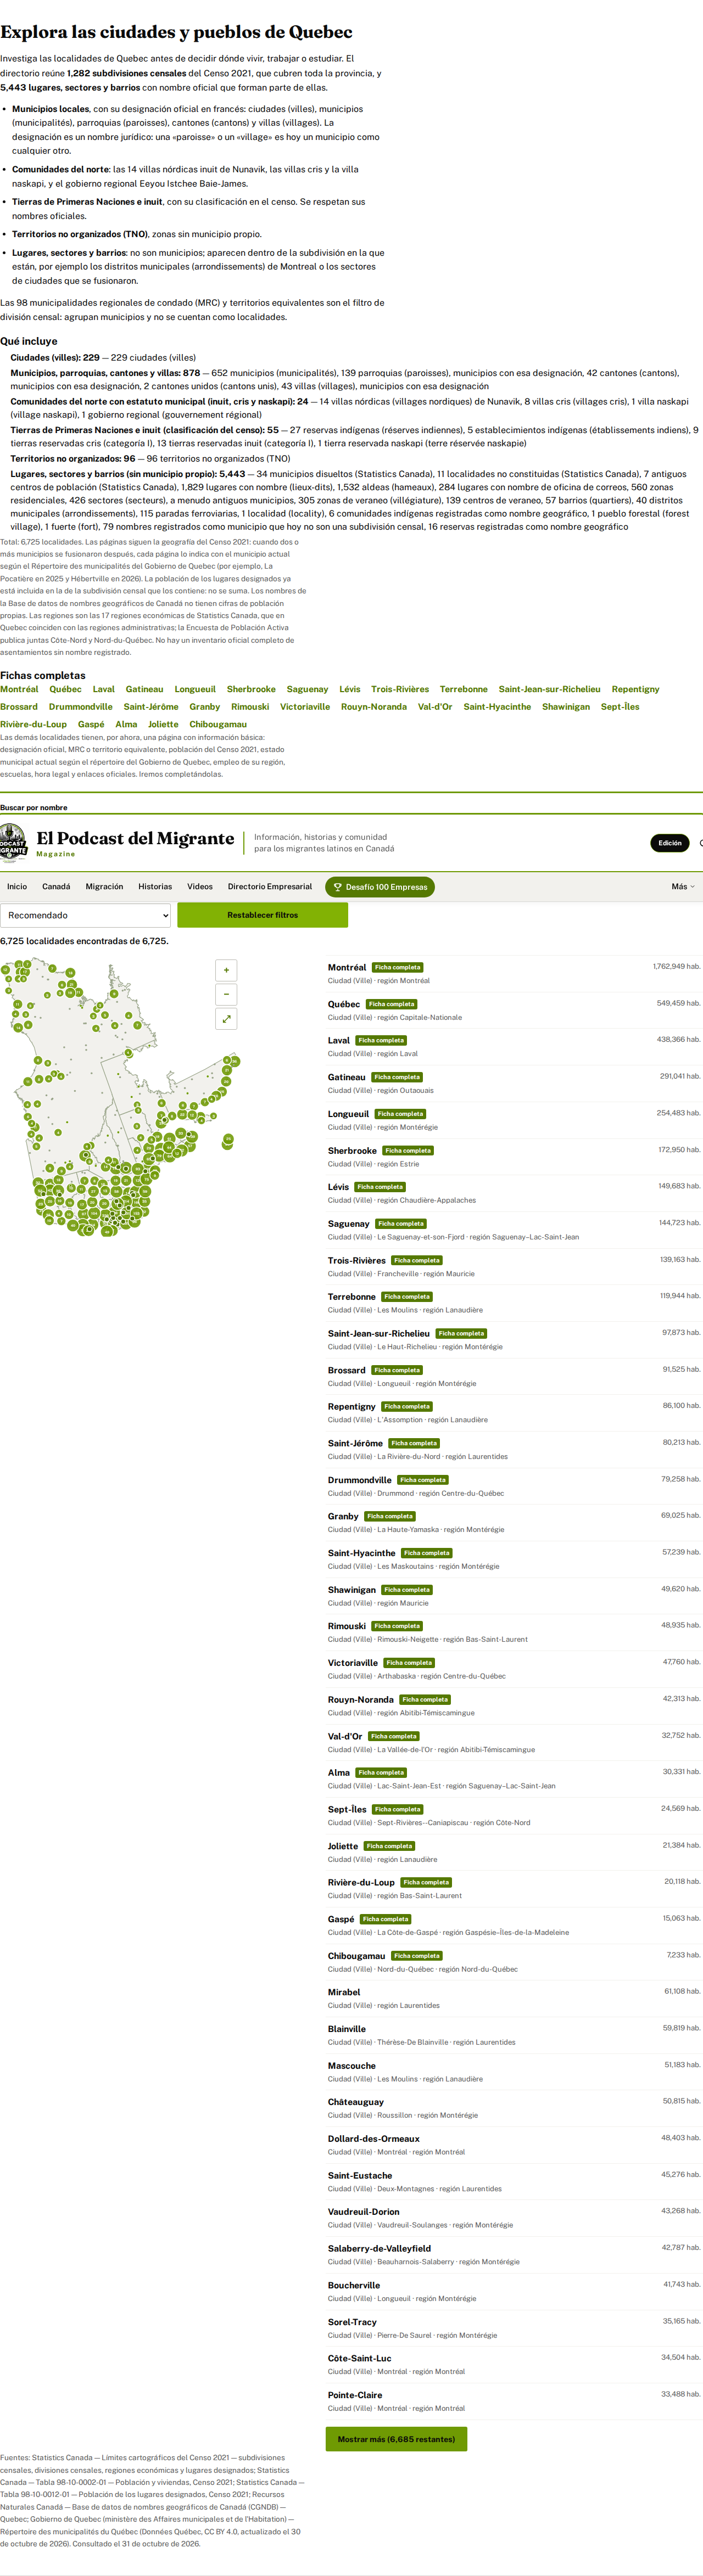 Explora las ciudades y pueblos de Quebec
Investiga las localidades de Quebec antes de decidir dónde vivir, trabajar o estudiar. El
directorio reúne 1,282 subdivisiones censales del Censo 2021, que cubren toda la provincia, y
5,443 lugares, sectores y barrios con nombre oficial que forman parte de ellas.
• Municipios locales, con su designación oficial en francés: ciudades (villes), municipios
(municipalités), parroquias (paroisses), cantones (cantons) y villas (villages). La
designación es un nombre jurídico: una «paroisse» o un «village» es hoy un municipio como
cualquier otro.
• Comunidades del norte: las 14 villas nórdicas inuit de Nunavik, las villas cris y la villa
naskapi, y el gobierno regional Eeyou Istchee Baie-James.
• Tierras de Primeras Naciones e inuit, con su clasificación en el censo. Se respetan sus
nombres oficiales.
• Territorios no organizados (TNO), zonas sin municipio propio.
• Lugares, sectores y barrios: no son municipios; aparecen dentro de la subdivisión en la que
están, por ejemplo los distritos municipales (arrondissements) de Montreal o los sectores
de ciudades que se fusionaron.
Las 98 municipalidades regionales de condado (MRC) y territorios equivalentes son el filtro de
división censal: agrupan municipios y no se cuentan como localidades.
Qué incluye
Ciudades (villes): 229 — 229 ciudades (villes)
Municipios, parroquias, cantones y villas: 878 — 652 municipios (municipalités), 139 parroquias (paroisses), municipios con esa designación, 42 cantones (cantons),
municipios con esa designación, 2 cantones unidos (cantons unis), 43 villas (villages), municipios con esa designación
Comunidades del norte con estatuto municipal (inuit, cris y naskapi): 24 — 14 villas nórdicas (villages nordiques) de Nunavik, 8 villas cris (villages cris), 1 villa naskapi
(village naskapi), 1 gobierno regional (gouvernement régional)
Tierras de Primeras Naciones e inuit (clasificación del censo): 55 — 27 reservas indígenas (réserves indiennes), 5 establecimientos indígenas (établissements indiens), 9
tierras reservadas cris (categoría I), 13 tierras reservadas inuit (categoría I), 1 tierra reservada naskapi (terre réservée naskapie)
Territorios no organizados: 96 — 96 territorios no organizados (TNO)
Lugares, sectores y barrios (sin municipio propio): 5,443 — 34 municipios disueltos (Statistics Canada), 11 localidades no constituidas (Statistics Canada), 7 antiguos
centros de población (Statistics Canada), 1,829 lugares con nombre (lieux-dits), 1,532 aldeas (hameaux), 284 lugares con nombre de oficina de correos, 560 zonas
residenciales, 426 sectores (secteurs), a menudo antiguos municipios, 305 zonas de veraneo (villégiature), 139 centros de veraneo, 57 barrios (quartiers), 40 distritos
municipales (arrondissements), 115 paradas ferroviarias, 1 localidad (locality), 6 comunidades indígenas registradas como nombre geográfico, 1 pueblo forestal (forest
village), 1 fuerte (fort), 79 nombres registrados como municipio que hoy no son una subdivisión censal, 16 reservas registradas como nombre geográfico
Total: 6,725 localidades. Las páginas siguen la geografía del Censo 2021: cuando dos o
más municipios se fusionaron después, cada página lo indica con el municipio actual
según el Répertoire des municipalités del Gobierno de Quebec (por ejemplo, La
Pocatière en 2025 y Hébertville en 2026). La población de los lugares designados ya
está incluida en la de la subdivisión censal que los contiene: no se suma. Los nombres de
la Base de datos de nombres geográficos de Canadá no tienen cifras de población
propias. Las regiones son las 17 regiones económicas de Statistics Canada, que en
Quebec coinciden con las regiones administrativas; la Encuesta de Población Activa
publica juntas Côte-Nord y Nord-du-Québec. No hay un inventario oficial completo de
asentamientos sin nombre registrado.
Fichas completas
Montréal Québec Laval Gatineau Longueuil Sherbrooke Saguenay Lévis Trois-Rivières Terrebonne Saint-Jean-sur-Richelieu Repentigny
Brossard Drummondville Saint-Jérôme Granby Rimouski Victoriaville Rouyn-Noranda Val-d'Or Saint-Hyacinthe Shawinigan Sept-Îles
Rivière-du-Loup Gaspé Alma Joliette Chibougamau
Las demás localidades tienen, por ahora, una página con información básica:
designación oficial, MRC o territorio equivalente, población del Censo 2021, estado
municipal actual según el répertoire del Gobierno de Quebec, empleo de su región,
escuelas, hora legal y enlaces oficiales. Iremos completándolas.
Buscar por nombre
El Podcast del Migrante
Magazine
Información, historias y comunidad
para los migrantes latinos en Canadá
Edición
Inicio Canadá Migración Historias Videos Directorio Empresarial Desafío 100 Empresas Más
Recomendado Restablecer filtros
6,725 localidades encontradas de 6,725.
+
−
Montréal Ficha completa 1,762,949 hab.
Ciudad (Ville) · región Montréal
Québec Ficha completa 549,459 hab.
Ciudad (Ville) · región Capitale-Nationale
Laval Ficha completa 438,366 hab.
Ciudad (Ville) · región Laval
Gatineau Ficha completa 291,041 hab.
Ciudad (Ville) · región Outaouais
Longueuil Ficha completa 254,483 hab.
Ciudad (Ville) · región Montérégie
Sherbrooke Ficha completa 172,950 hab.
Ciudad (Ville) · región Estrie
Lévis Ficha completa 149,683 hab.
Ciudad (Ville) · región Chaudière-Appalaches
Saguenay Ficha completa 144,723 hab.
Ciudad (Ville) · Le Saguenay-et-son-Fjord · región Saguenay–Lac-Saint-Jean
Trois-Rivières Ficha completa 139,163 hab.
Ciudad (Ville) · Francheville · región Mauricie
Terrebonne Ficha completa 119,944 hab.
Ciudad (Ville) · Les Moulins · región Lanaudière
Saint-Jean-sur-Richelieu Ficha completa 97,873 hab.
Ciudad (Ville) · Le Haut-Richelieu · región Montérégie
Brossard Ficha completa 91,525 hab.
Ciudad (Ville) · Longueuil · región Montérégie
Repentigny Ficha completa 86,100 hab.
Ciudad (Ville) · L'Assomption · región Lanaudière
Saint-Jérôme Ficha completa 80,213 hab.
Ciudad (Ville) · La Rivière-du-Nord · región Laurentides
Drummondville Ficha completa 79,258 hab.
Ciudad (Ville) · Drummond · región Centre-du-Québec
Granby Ficha completa 69,025 hab.
Ciudad (Ville) · La Haute-Yamaska · región Montérégie
Saint-Hyacinthe Ficha completa 57,239 hab.
Ciudad (Ville) · Les Maskoutains · región Montérégie
Shawinigan Ficha completa 49,620 hab.
Ciudad (Ville) · región Mauricie
Rimouski Ficha completa 48,935 hab.
Ciudad (Ville) · Rimouski-Neigette · región Bas-Saint-Laurent
Victoriaville Ficha completa 47,760 hab.
Ciudad (Ville) · Arthabaska · región Centre-du-Québec
Rouyn-Noranda Ficha completa 42,313 hab.
Ciudad (Ville) · región Abitibi-Témiscamingue
Val-d'Or Ficha completa 32,752 hab.
Ciudad (Ville) · La Vallée-de-l'Or · región Abitibi-Témiscamingue
Alma Ficha completa 30,331 hab.
Ciudad (Ville) · Lac-Saint-Jean-Est · región Saguenay–Lac-Saint-Jean
Sept-Îles Ficha completa 24,569 hab.
Ciudad (Ville) · Sept-Rivières--Caniapiscau · región Côte-Nord
Joliette Ficha completa 21,384 hab.
Ciudad (Ville) · región Lanaudière
Rivière-du-Loup Ficha completa 20,118 hab.
Ciudad (Ville) · región Bas-Saint-Laurent
Gaspé Ficha completa 15,063 hab.
Ciudad (Ville) · La Côte-de-Gaspé · región Gaspésie–Îles-de-la-Madeleine
Chibougamau Ficha completa 7,233 hab.
Ciudad (Ville) · Nord-du-Québec · región Nord-du-Québec
Mirabel 61,108 hab.
Ciudad (Ville) · región Laurentides
Blainville 59,819 hab.
Ciudad (Ville) · Thérèse-De Blainville · región Laurentides
Mascouche 51,183 hab.
Ciudad (Ville) · Les Moulins · región Lanaudière
Châteauguay 50,815 hab.
Ciudad (Ville) · Roussillon · región Montérégie
Dollard-des-Ormeaux 48,403 hab.
Ciudad (Ville) · Montréal · región Montréal
Saint-Eustache 45,276 hab.
Ciudad (Ville) · Deux-Montagnes · región Laurentides
Vaudreuil-Dorion 43,268 hab.
Ciudad (Ville) · Vaudreuil-Soulanges · región Montérégie
Salaberry-de-Valleyfield 42,787 hab.
Ciudad (Ville) · Beauharnois-Salaberry · región Montérégie
Boucherville 41,743 hab.
Ciudad (Ville) · Longueuil · región Montérégie
Sorel-Tracy 35,165 hab.
Ciudad (Ville) · Pierre-De Saurel · región Montérégie
Côte-Saint-Luc 34,504 hab.
Ciudad (Ville) · Montréal · región Montréal
Pointe-Claire 33,488 hab.
Ciudad (Ville) · Montréal · región Montréal
Mostrar más (6,685 restantes)
Fuentes: Statistics Canada — Límites cartográficos del Censo 2021 — subdivisiones
censales, divisiones censales, regiones económicas y lugares designados; Statistics
Canada — Tabla 98-10-0002-01 — Población y viviendas, Censo 2021; Statistics Canada —
Tabla 98-10-0012-01 — Población de los lugares designados, Censo 2021; Recursos
Naturales Canadá — Base de datos de nombres geográficos de Canadá (CGNDB) —
Quebec; Gobierno de Quebec (ministère des Affaires municipales et de l'Habitation) —
Répertoire des municipalités du Québec (Données Québec, CC BY 4.0, actualizado el 30
de octubre de 2026). Consultado el 31 de octubre de 2026.